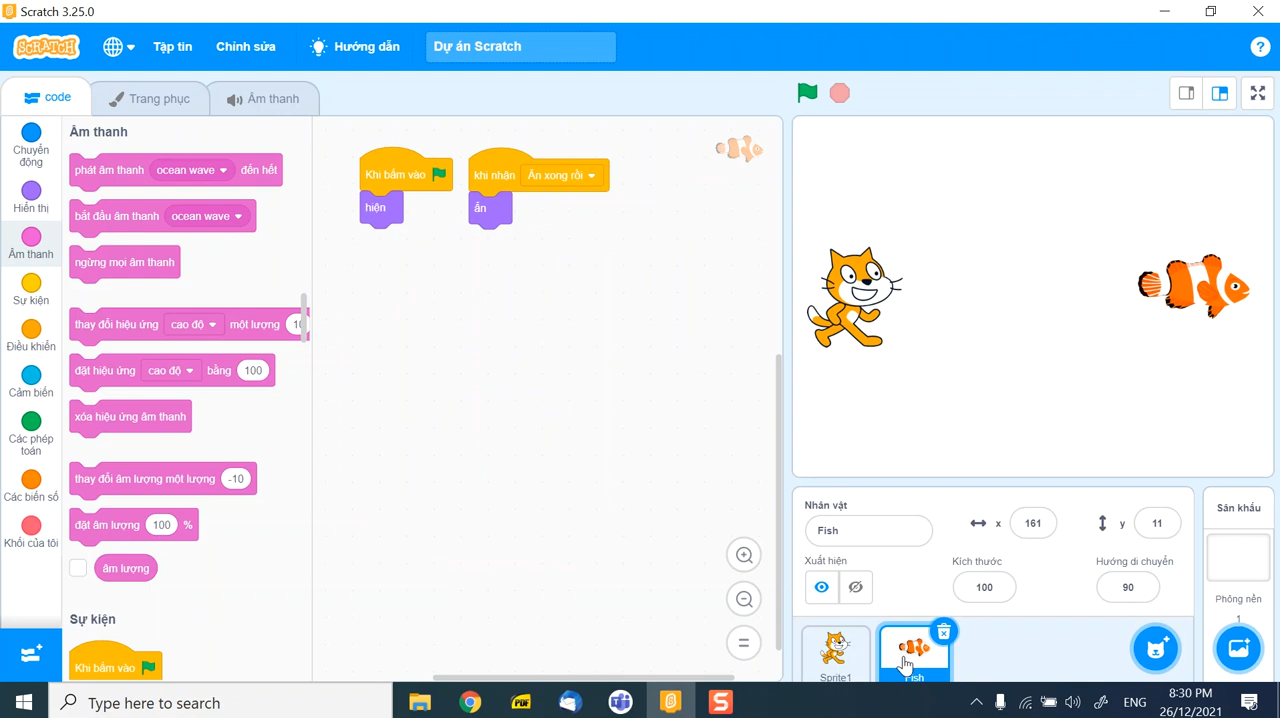 Scratch 3.25.0
SCRATCH
Tập tin
Chỉnh sửa
Hướng dẫn
Dự án Scratch
code
Trang phục
Âm thanh
Chuyển động
Hiển thị
Âm thanh
Sự kiện
Điều khiển
Cảm biến
Các phép toán
Các biến số
Khối của tôi
Âm thanh
phát âm thanh ocean wave đến hết
bắt đầu âm thanh ocean wave
ngừng mọi âm thanh
thay đổi hiệu ứng cao độ một lượng 10
đặt hiệu ứng cao độ bằng 100
xóa hiệu ứng âm thanh
thay đổi âm lượng một lượng -10
đặt âm lượng 100 %
âm lượng
Sự kiện
Khi bấm vào
Khi bấm vào
hiện
khi nhận Ăn xong rồi
ẩn
Nhân vật
Fish
x 161
y 11
Xuất hiện
Kích thước
100
Hướng di chuyển
90
Sprite1
Fish
Sân khấu
Phông nền
1
Type here to search
PDF
ENG
8:30 PM
26/12/2021